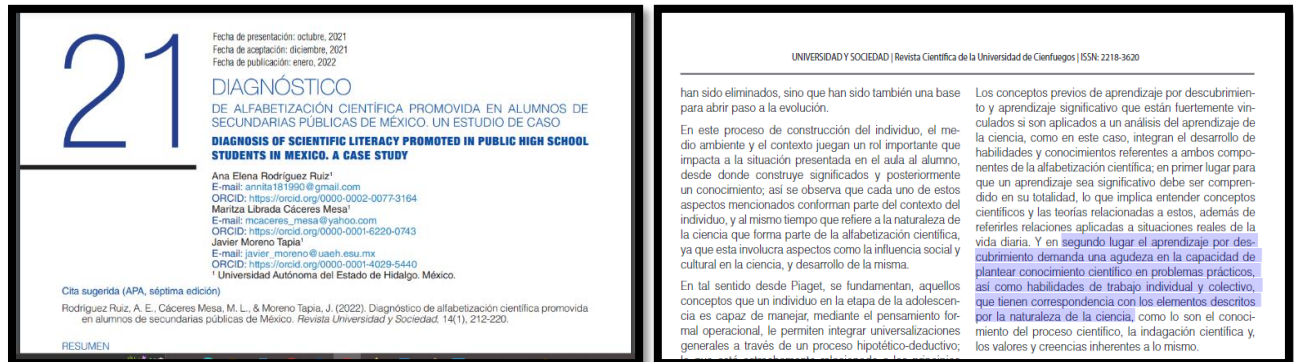 21
Fecha de presentación: octubre, 2021
Fecha de aceptación: diciembre, 2021
Fecha de publicación: enero, 2022
DIAGNÓSTICO
DE ALFABETIZACIÓN CIENTÍFICA PROMOVIDA EN ALUMNOS DE
SECUNDARIAS PÚBLICAS DE MÉXICO. UN ESTUDIO DE CASO
DIAGNOSIS OF SCIENTIFIC LITERACY PROMOTED IN PUBLIC HIGH SCHOOL
STUDENTS IN MEXICO. A CASE STUDY
Ana Elena Rodríguez Ruiz¹
E-mail: annita181990@gmail.com
ORCID: https://orcid.org/0000-0002-0077-3164
Maritza Librada Cáceres Mesa¹
E-mail: mcaceres_mesa@yahoo.com
ORCID: https://orcid.org/0000-0001-6220-0743
Javier Moreno Tapia¹
E-mail: javier_moreno@uaeh.esu.mx
ORCID: https://orcid.org/0000-0001-4029-5440
¹ Universidad Autónoma del Estado de Hidalgo. México.
Cita sugerida (APA, séptima edición)
Rodríguez Ruiz, A. E., Cáceres Mesa, M. L., & Moreno Tapia, J. (2022). Diagnóstico de alfabetización científica promovida
en alumnos de secundarias públicas de México. Revista Universidad y Sociedad, 14(1), 212-220.
RESUMEN
UNIVERSIDAD Y SOCIEDAD | Revista Científica de la Universidad de Cienfuegos | ISSN: 2218-3620
han sido eliminados, sino que han sido también una base
para abrir paso a la evolución.
En este proceso de construcción del individuo, el me-
dio ambiente y el contexto juegan un rol importante que
impacta a la situación presentada en el aula al alumno,
desde donde construye significados y posteriormente
un conocimiento; así se observa que cada uno de estos
aspectos mencionados conforman parte del contexto del
individuo, y al mismo tiempo que refiere a la naturaleza de
la ciencia que forma parte de la alfabetización científica,
ya que esta involucra aspectos como la influencia social y
cultural en la ciencia, y desarrollo de la misma.
En tal sentido desde Piaget, se fundamentan, aquellos
conceptos que un individuo en la etapa de la adolescen-
cia es capaz de manejar, mediante el pensamiento for-
mal operacional, le permiten integrar universalizaciones
generales a través de un proceso hipotético-deductivo;
Los conceptos previos de aprendizaje por descubrimien-
to y aprendizaje significativo que están fuertemente vin-
culados si son aplicados a un análisis del aprendizaje de
la ciencia, como en este caso, integran el desarrollo de
habilidades y conocimientos referentes a ambos compo-
nentes de la alfabetización científica; en primer lugar para
que un aprendizaje sea significativo debe ser compren-
dido en su totalidad, lo que implica entender conceptos
científicos y las teorías relacionadas a estos, además de
referirles relaciones aplicadas a situaciones reales de la
vida diaria. Y en segundo lugar el aprendizaje por des-
cubrimiento demanda una agudeza en la capacidad de
plantear conocimiento científico en problemas prácticos,
así como habilidades de trabajo individual y colectivo,
que tienen correspondencia con los elementos descritos
por la naturaleza de la ciencia, como lo son el conoci-
miento del proceso científico, la indagación científica y,
los valores y creencias inherentes a lo mismo.